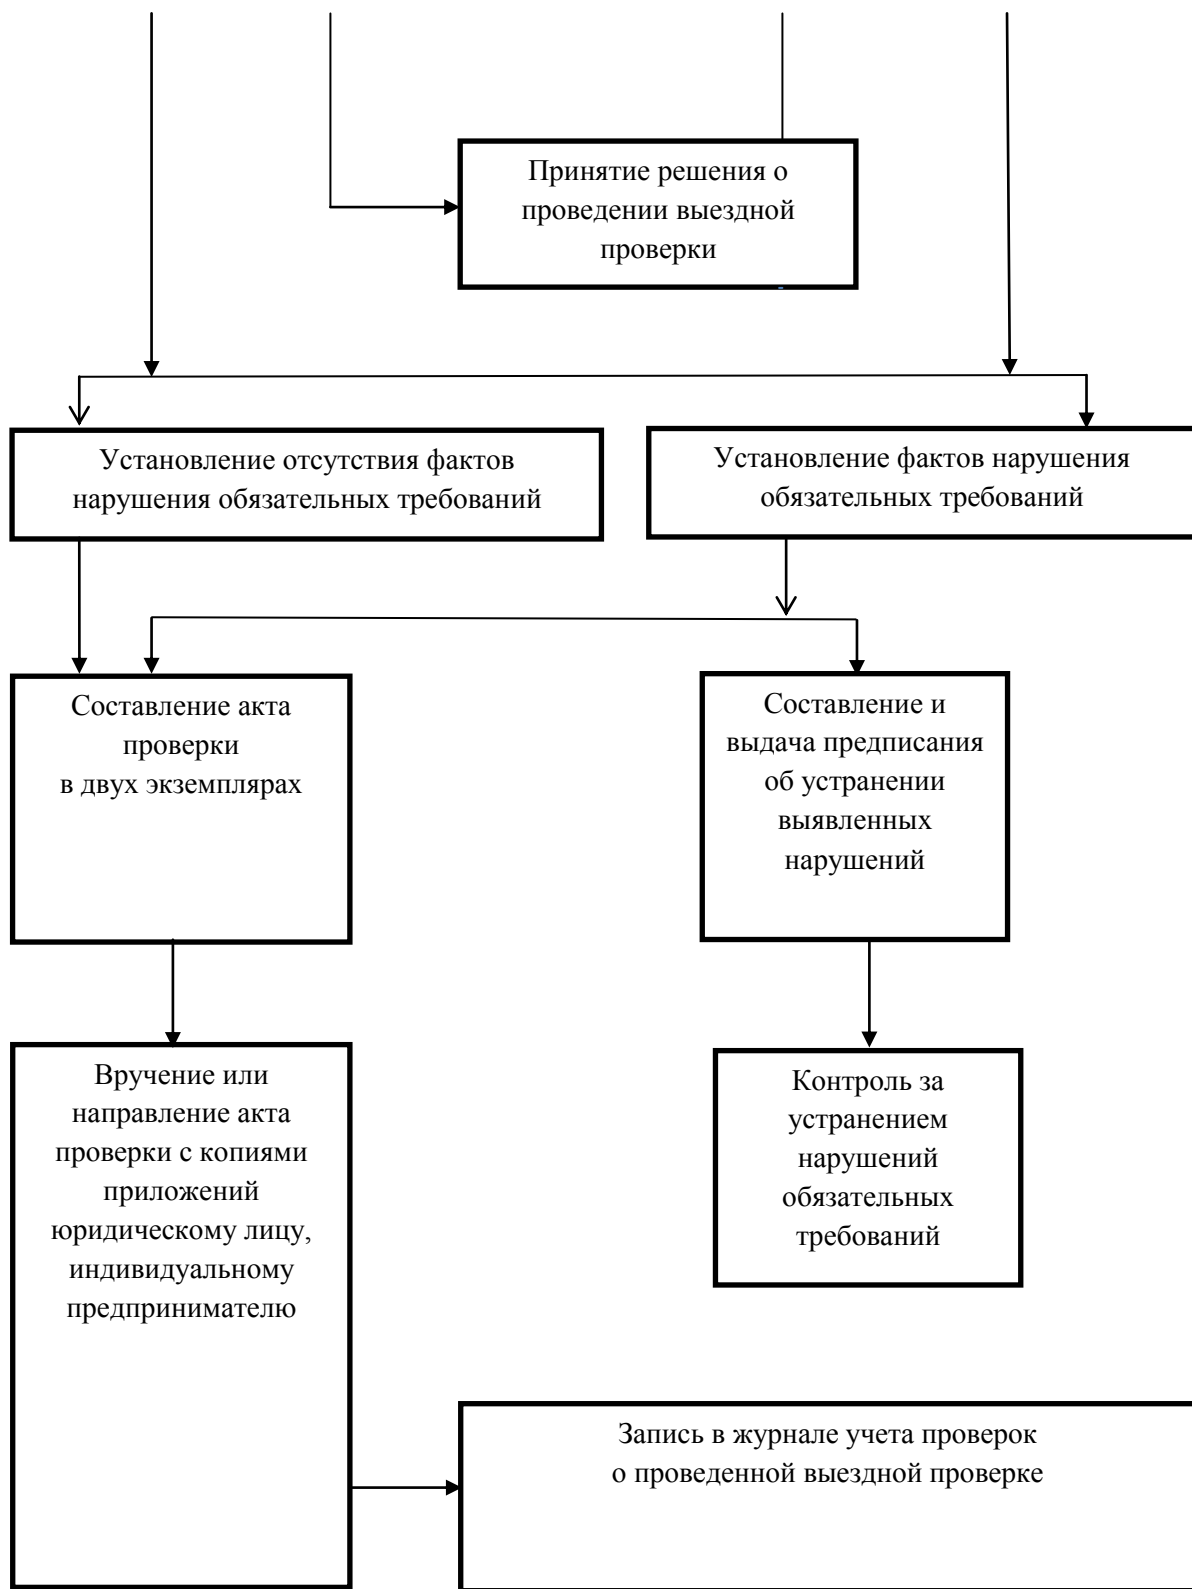 Принятие решения о
проведении выездной
проверки
Установление отсутствия фактов
нарушения обязательных требований
Установление фактов нарушения
обязательных требований
Составление акта
проверки
в двух экземплярах
Составление и
выдача предписания
об устранении
выявленных
нарушений
Вручение или
направление акта
проверки с копиями
приложений
юридическому лицу,
индивидуальному
предпринимателю
Контроль за
устранением
нарушений
обязательных
требований
Запись в журнале учета проверок
о проведенной выездной проверке